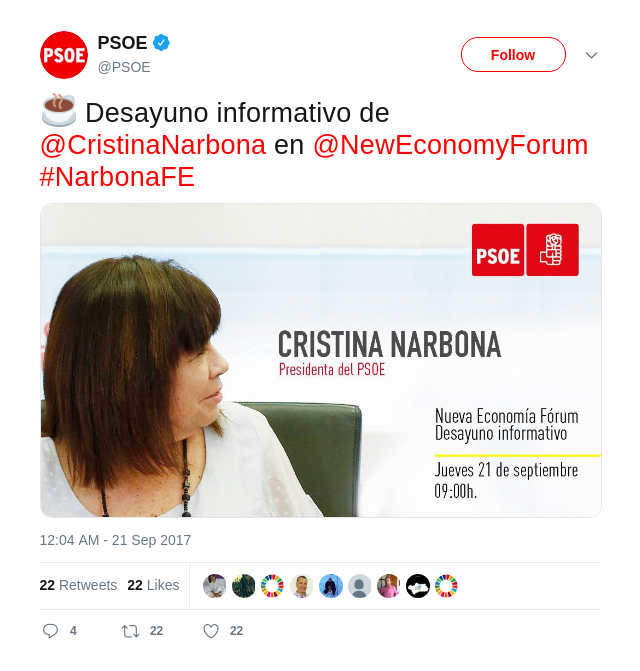 PSOE
PSOE
@PSOE
Follow
Desayuno informativo de
@CristinaNarbona en @NewEconomyForum
#NarbonaFE
PSOE
CRISTINA NARBONA
Presidenta del PSOE
Nueva Economía Fórum
Desayuno informativo
Jueves 21 de septiembre
09:00h.
12:04 AM - 21 Sep 2017
22 Retweets 22 Likes
4 22 22